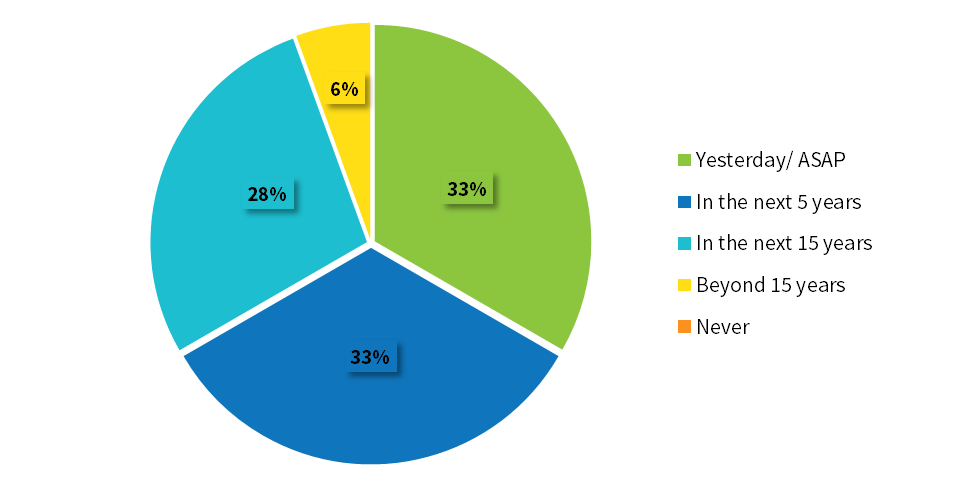 6%
33%
28%
33%
Yesterday/ ASAP
In the next 5 years
In the next 15 years
Beyond 15 years
Never